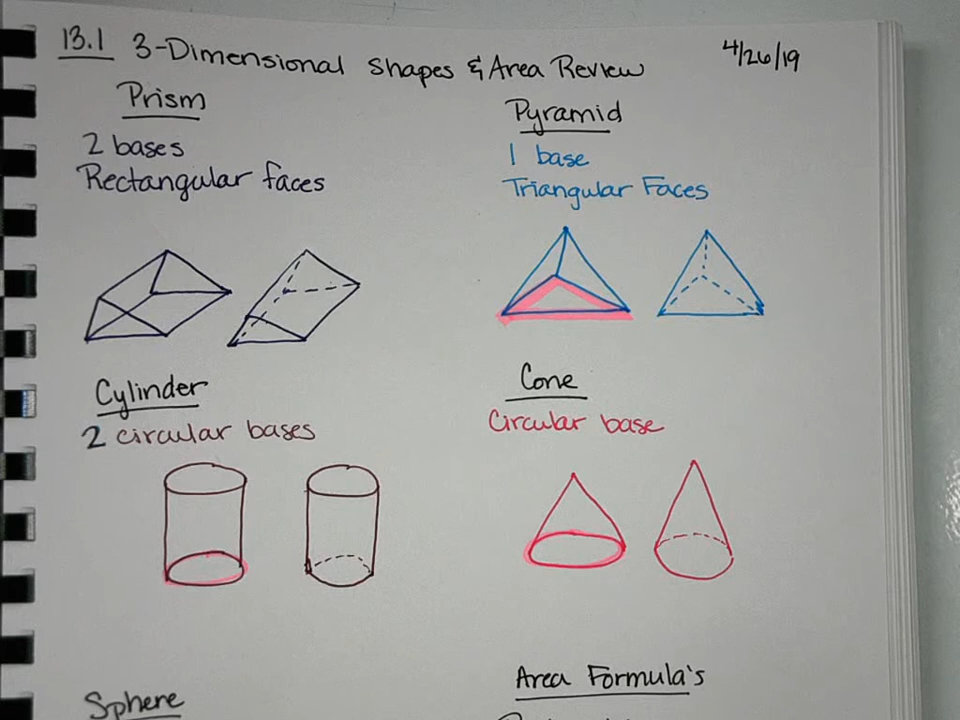 13.1 3-Dimensional Shapes & Area Review 4/26/19
Prism
2 bases
Rectangular faces
Pyramid
1 base
Triangular Faces
Cylinder
2 circular bases
Cone
Circular base
Sphere
Area Formula's